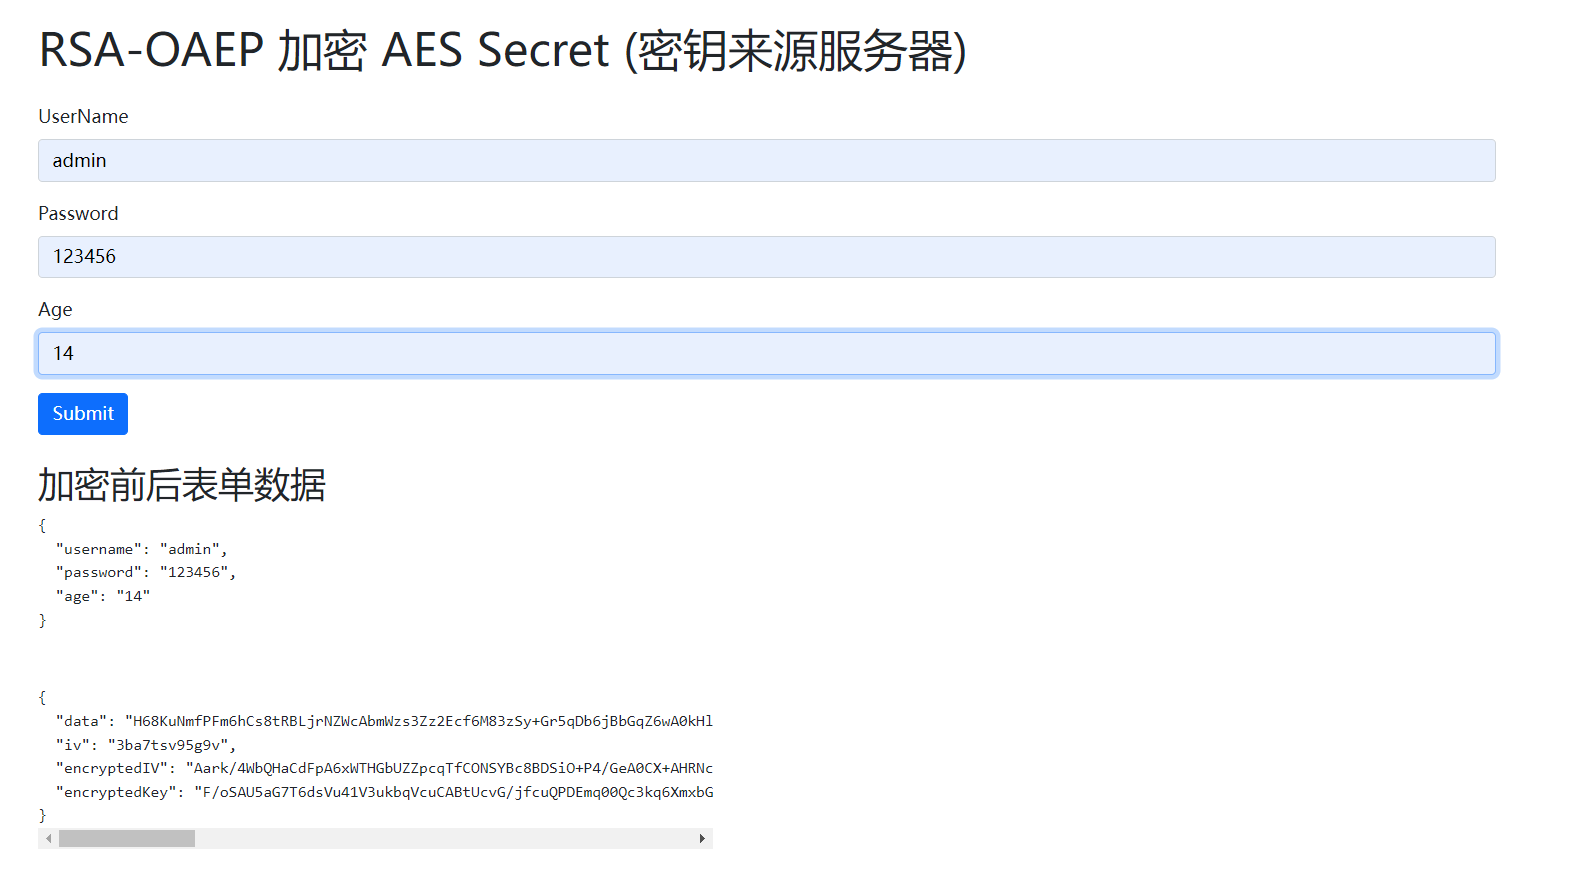 RSA-OAEP 加密 AES Secret (密钥来源服务器)
UserName
admin
Password
123456
Age
14
Submit
加密前后表单数据
{
  "username": "admin",
  "password": "123456",
  "age": "14"
}
{
  "data": "H68KuNmfPFm6hCs8tRBLjrNZWcAbmWzs3Zz2Ecf6M83zSy+Gr5qDb6jBbGqZ6wA0kHl
  "iv": "3ba7tsv95g9v",
  "encryptedIV": "Aark/4WbQHaCdFpA6xWTHGbUZZpcqTfCONSYBc8BDSiO+P4/GeA0CX+AHRNc
  "encryptedKey": "F/oSAU5aG7T6dsVu41V3ukbqVcuCABtUcvG/jfcuQPDEmq00Qc3kq6XmxbG
}